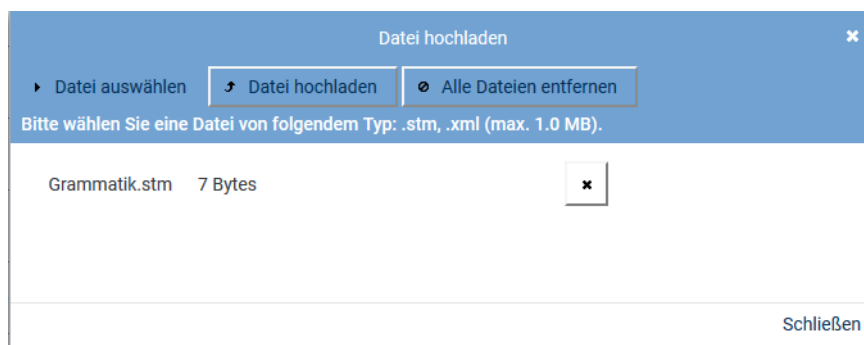 Datei hochladen
Datei auswählen Datei hochladen Alle Dateien entfernen
Bitte wählen Sie eine Datei von folgendem Typ: .stm, .xml (max. 1.0 MB).
Grammatik.stm 7 Bytes
Schließen